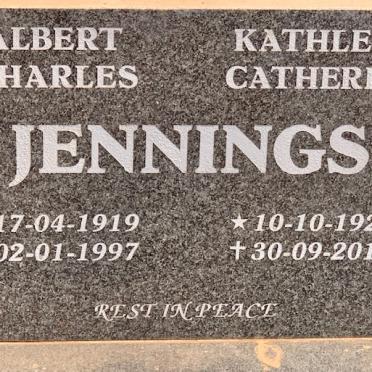 ALBERT KATHLE
HARLES CATHER
JENNINGS
17-04-1919 ★10-10-192
02-01-1997 ✝30-09-201
REST IN PEACE